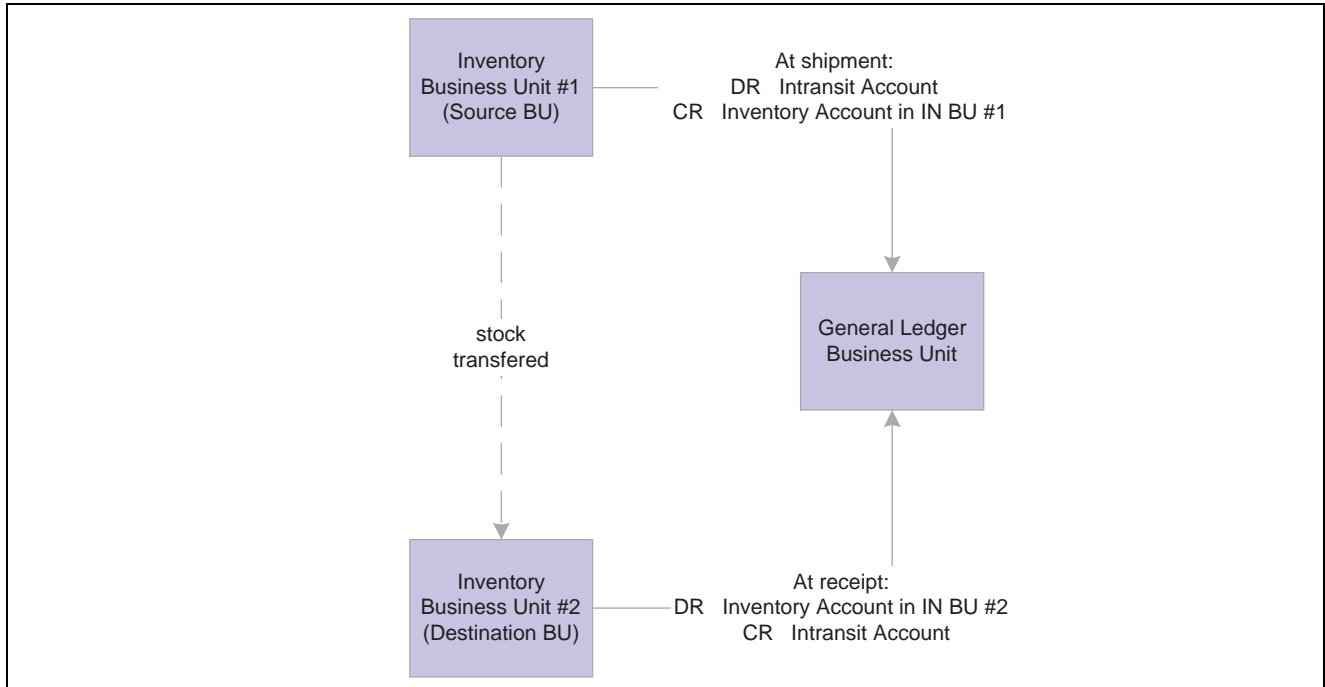 Inventory
Business Unit #1
(Source BU)
At shipment:
DR Intransit Account
CR Inventory Account in IN BU #1
stock
transfered
General Ledger
Business Unit
Inventory
Business Unit #2
(Destination BU)
At receipt:
DR Inventory Account in IN BU #2
CR Intransit Account